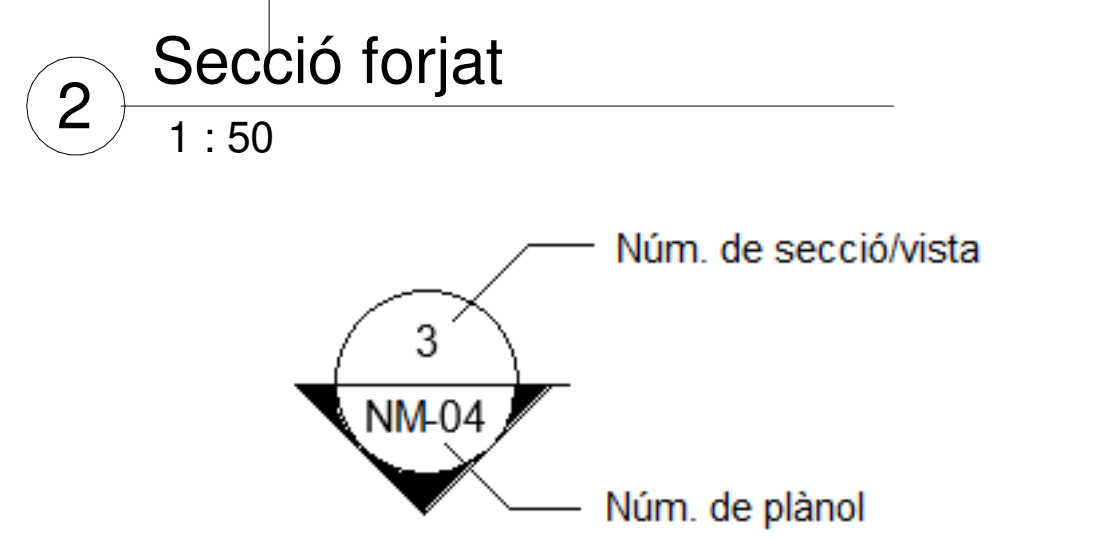 Secció forjat
2
1 : 50
Núm. de secció/vista
3
NM-04
Núm. de plànol